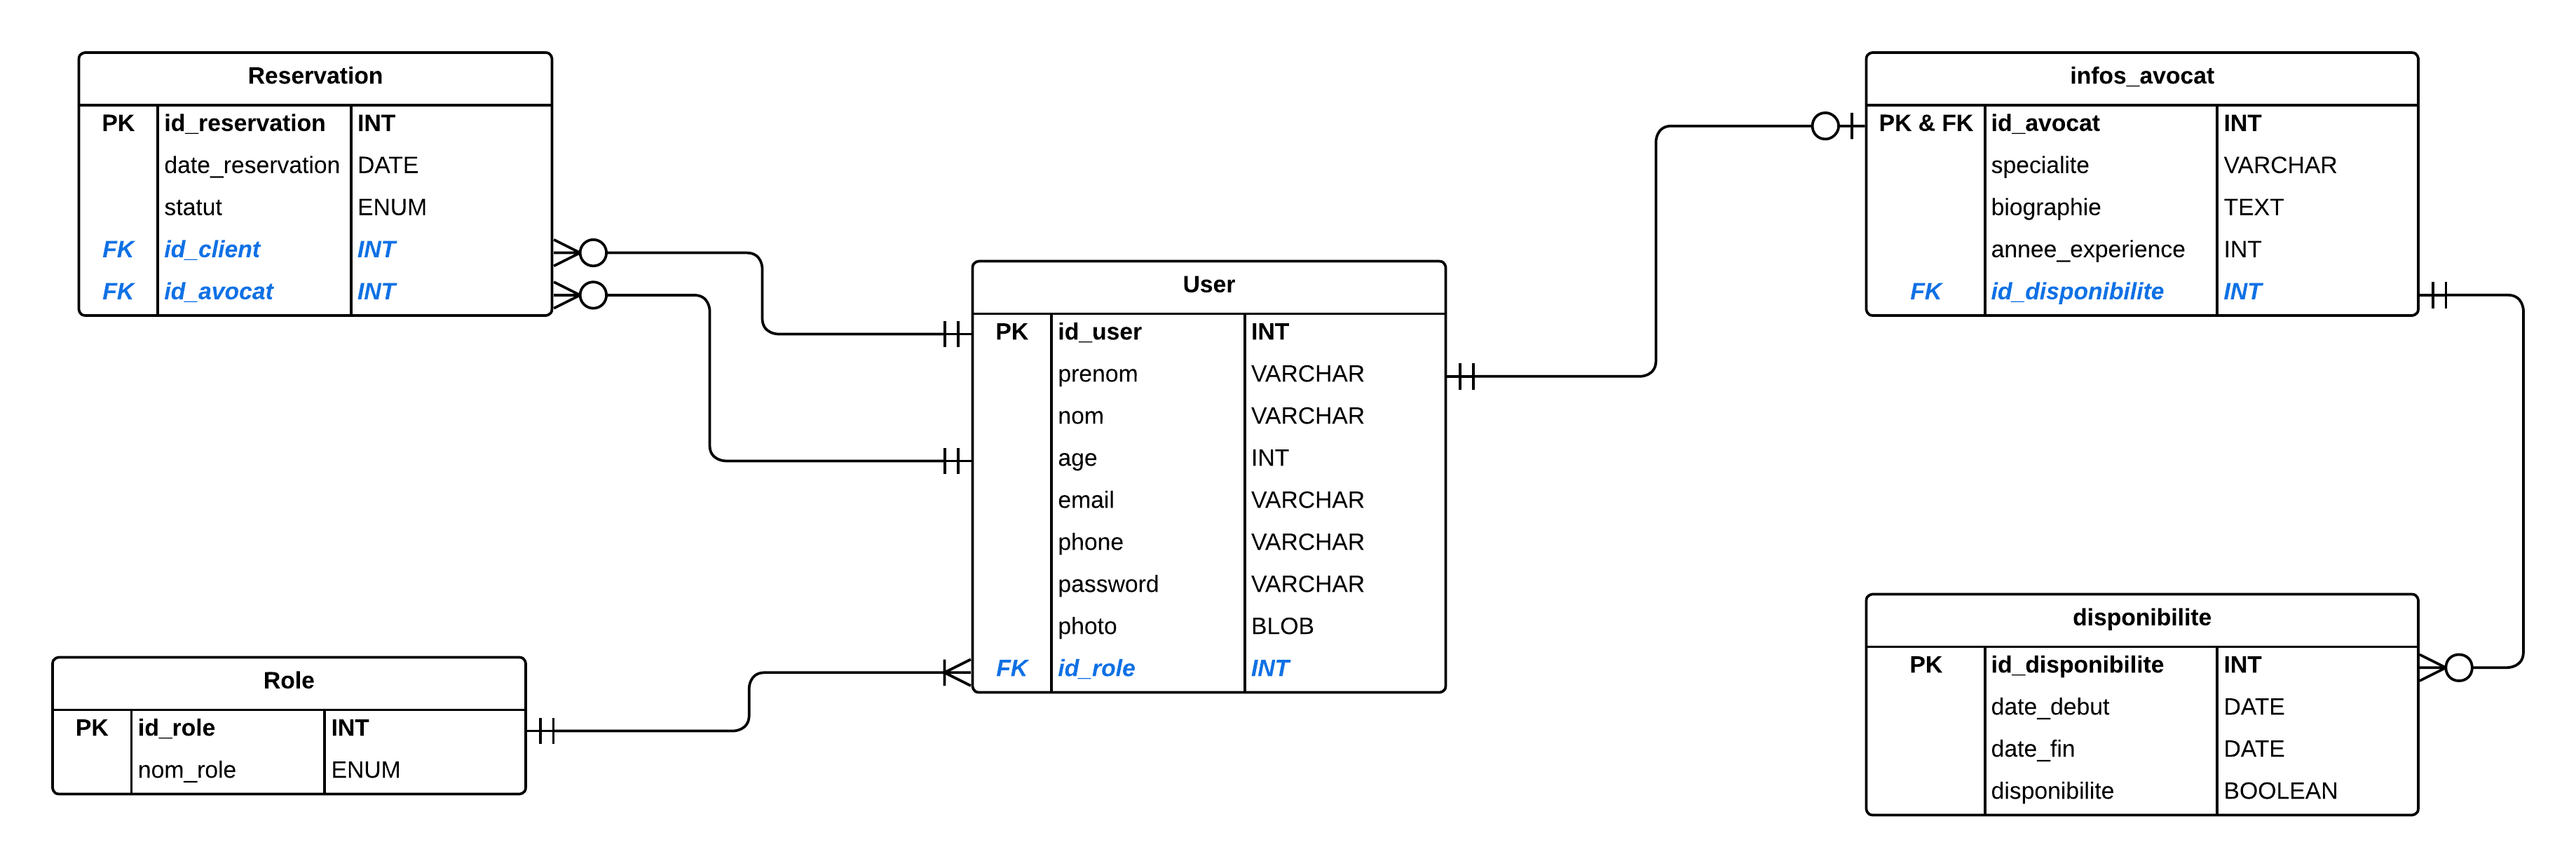 Reservation
PK id_reservation INT
date_reservation DATE
statut ENUM
FK id_client INT
FK id_avocat INT
User
PK id_user INT
prenom VARCHAR
nom VARCHAR
age INT
email VARCHAR
phone VARCHAR
password VARCHAR
photo BLOB
FK id_role INT
Role
PK id_role INT
nom_role ENUM
infos_avocat
PK & FK id_avocat INT
specialite VARCHAR
biographie TEXT
annee_experience INT
FK id_disponibilite INT
disponibilite
PK id_disponibilite INT
date_debut DATE
date_fin DATE
disponibilite BOOLEAN